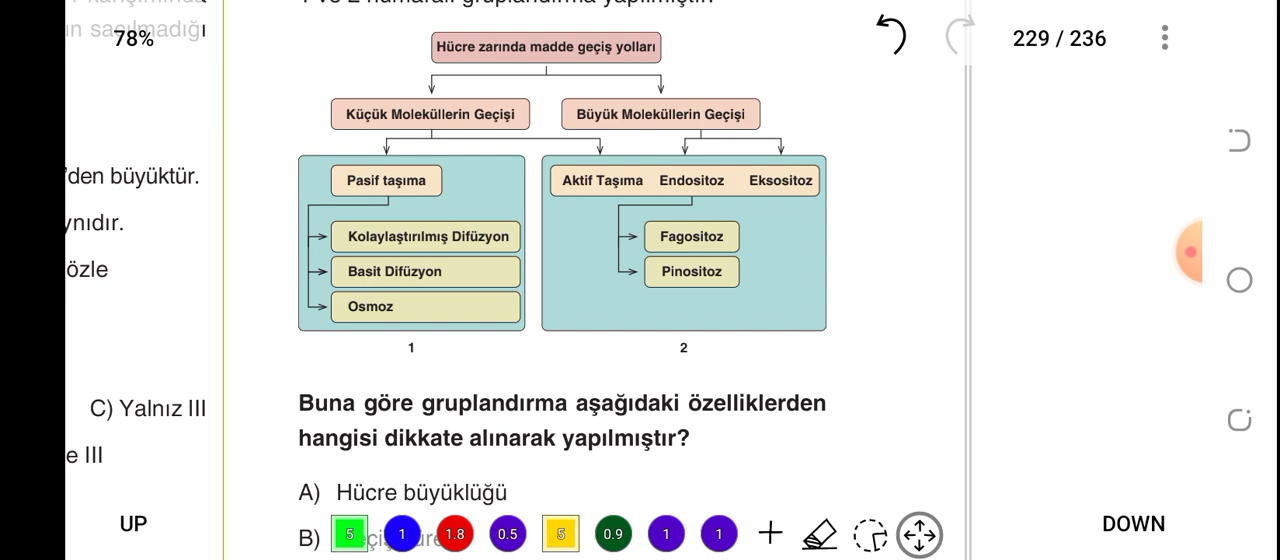 78%
229 / 236
Hücre zarında madde geçiş yolları
Küçük Moleküllerin Geçişi
Büyük Moleküllerin Geçişi
Pasif taşıma
Kolaylaştırılmış Difüzyon
Basit Difüzyon
Osmoz
1
Aktif Taşıma Endositoz Eksositoz
Fagositoz
Pinositoz
2
'den büyüktür.
ynıdır.
özle
C) Yalnız III
e III
UP
Buna göre gruplandırma aşağıdaki özelliklerden
hangisi dikkate alınarak yapılmıştır?
A) Hücre büyüklüğü
B)
5 1 1.8 0.5 5 0.9 1 1
DOWN